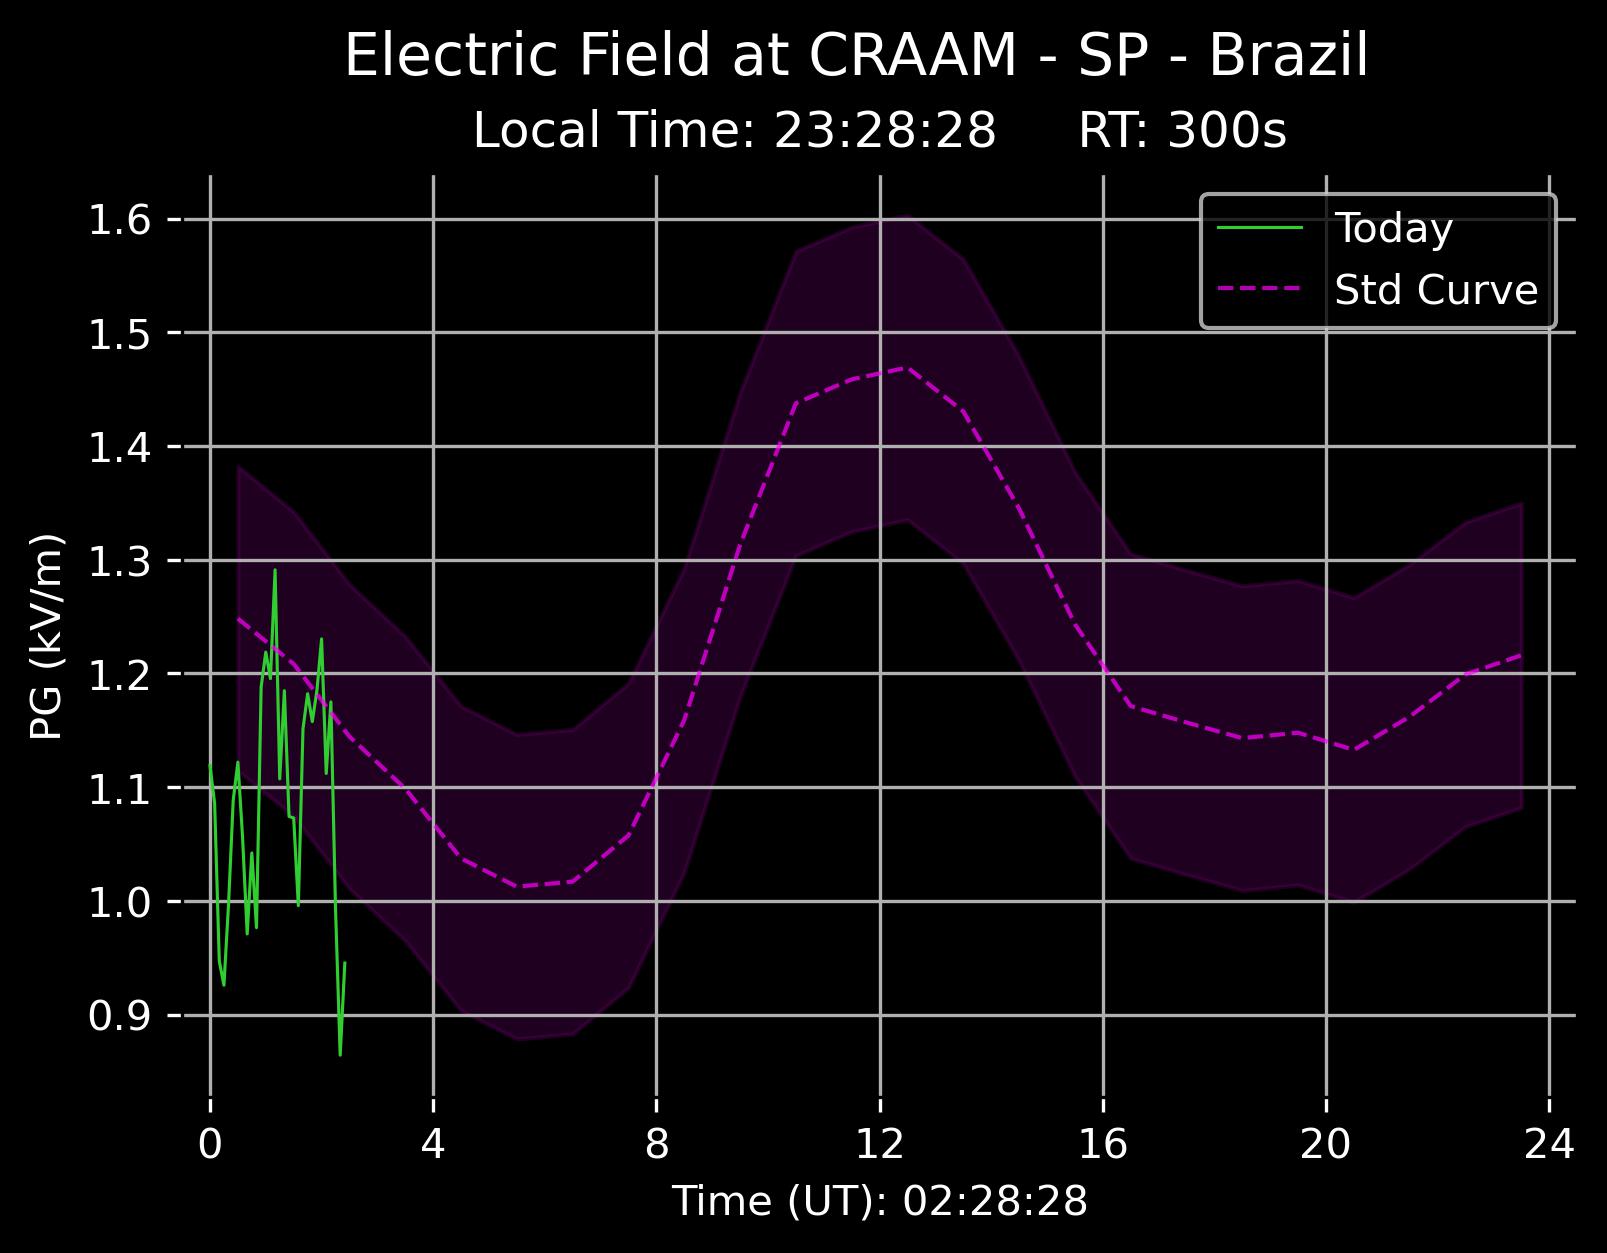 Electric Field at CRAAM - SP - Brazil
Local Time: 23:28:28 RT: 300s
Today
Std Curve
1.6
1.5
1.4
1.3
1.2
1.1
1.0
0.9
PG (kV/m)
0 4 8 12 16 20 24
Time (UT): 02:28:28